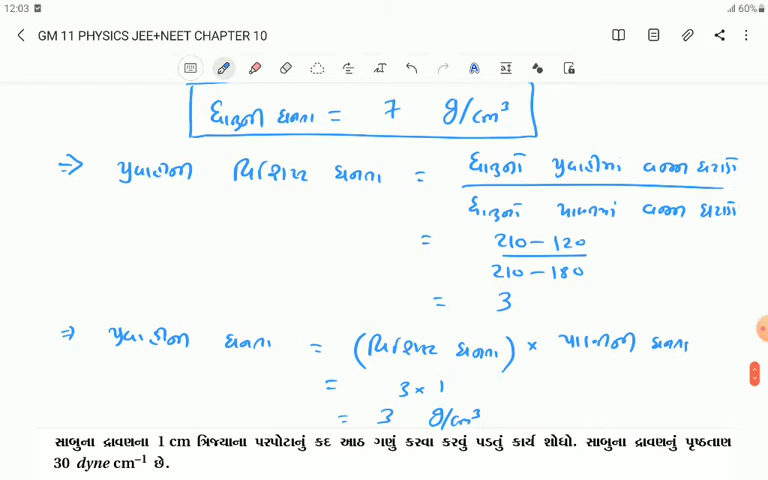 12:03 60%
GM 11 PHYSICS JEE+NEET CHAPTER 10
ધાતુની ઘનતા = 7 g/cm³
⇒ પ્રવાહીની વિશિષ્ટ ઘનતા = ધાતુનો પ્રવાહીમાં વજન ઘટાડો
ધાતુનો પાણીમાં વજન ઘટાડો
= 210 - 120
210 - 180
= 3
⇒ પ્રવાહીની ઘનતા = (વિશિષ્ટ ઘનતા) × પાણીની ઘનતા
= 3 × 1
= 3 g/cm³
સાબુના દ્રાવણના 1 cm ત્રિજ્યાના પરપોટાનું કદ આઠ ગણું કરવા કરવું પડતું કાર્ય શોધો. સાબુના દ્રાવણનું પૃષ્ઠતાણ
30 dyne cm⁻¹ છે.